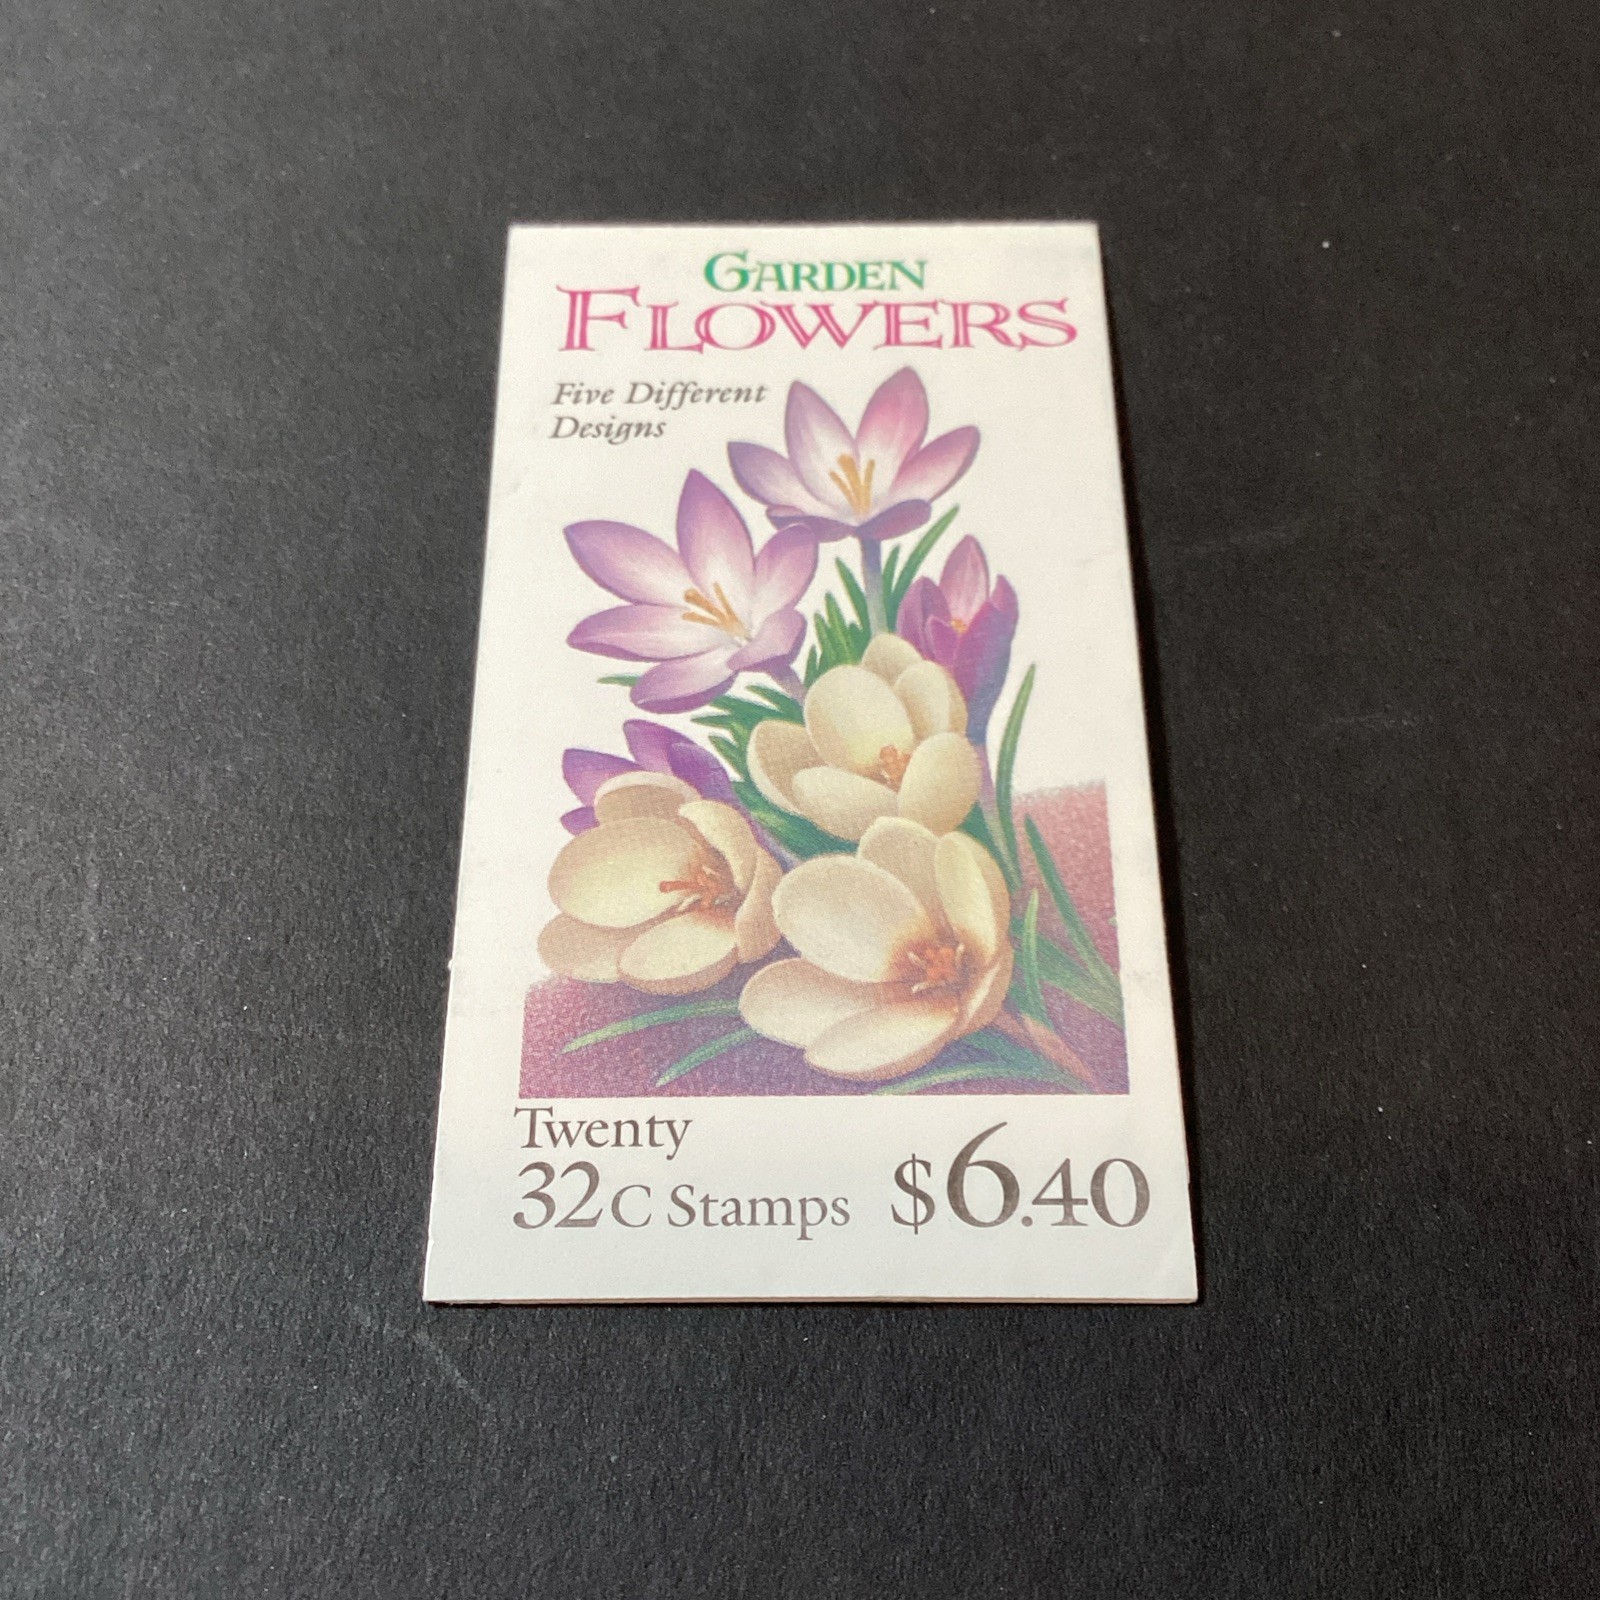 GARDEN
FLOWERS
Five Different
Designs
Twenty
32C Stamps $6.40